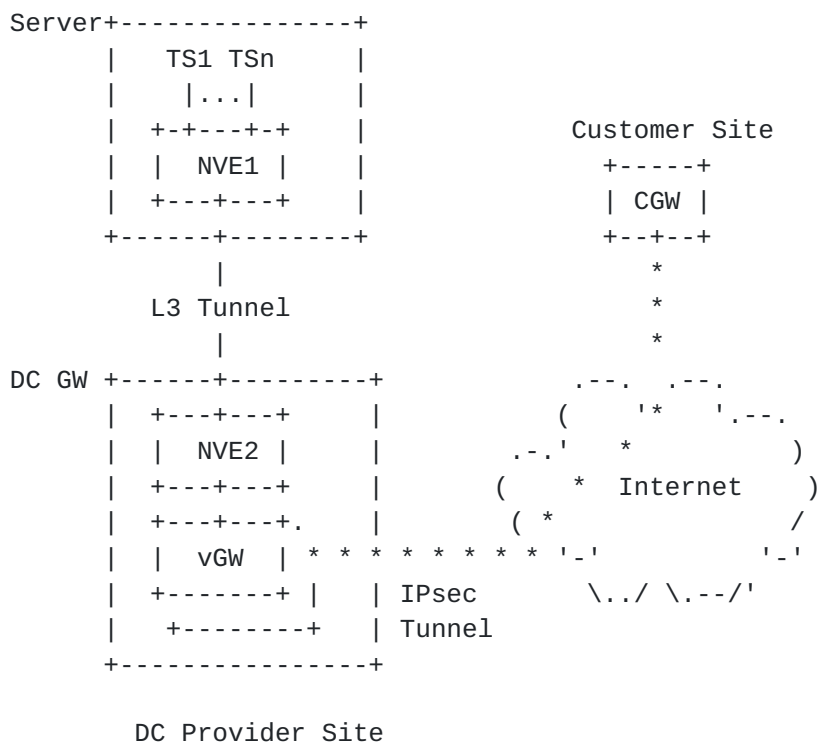 Server
TS1 TSn
...
Customer Site
NVE1
CGW
L3 Tunnel
DC GW
NVE2
Internet
vGW
IPsec
Tunnel
DC Provider Site